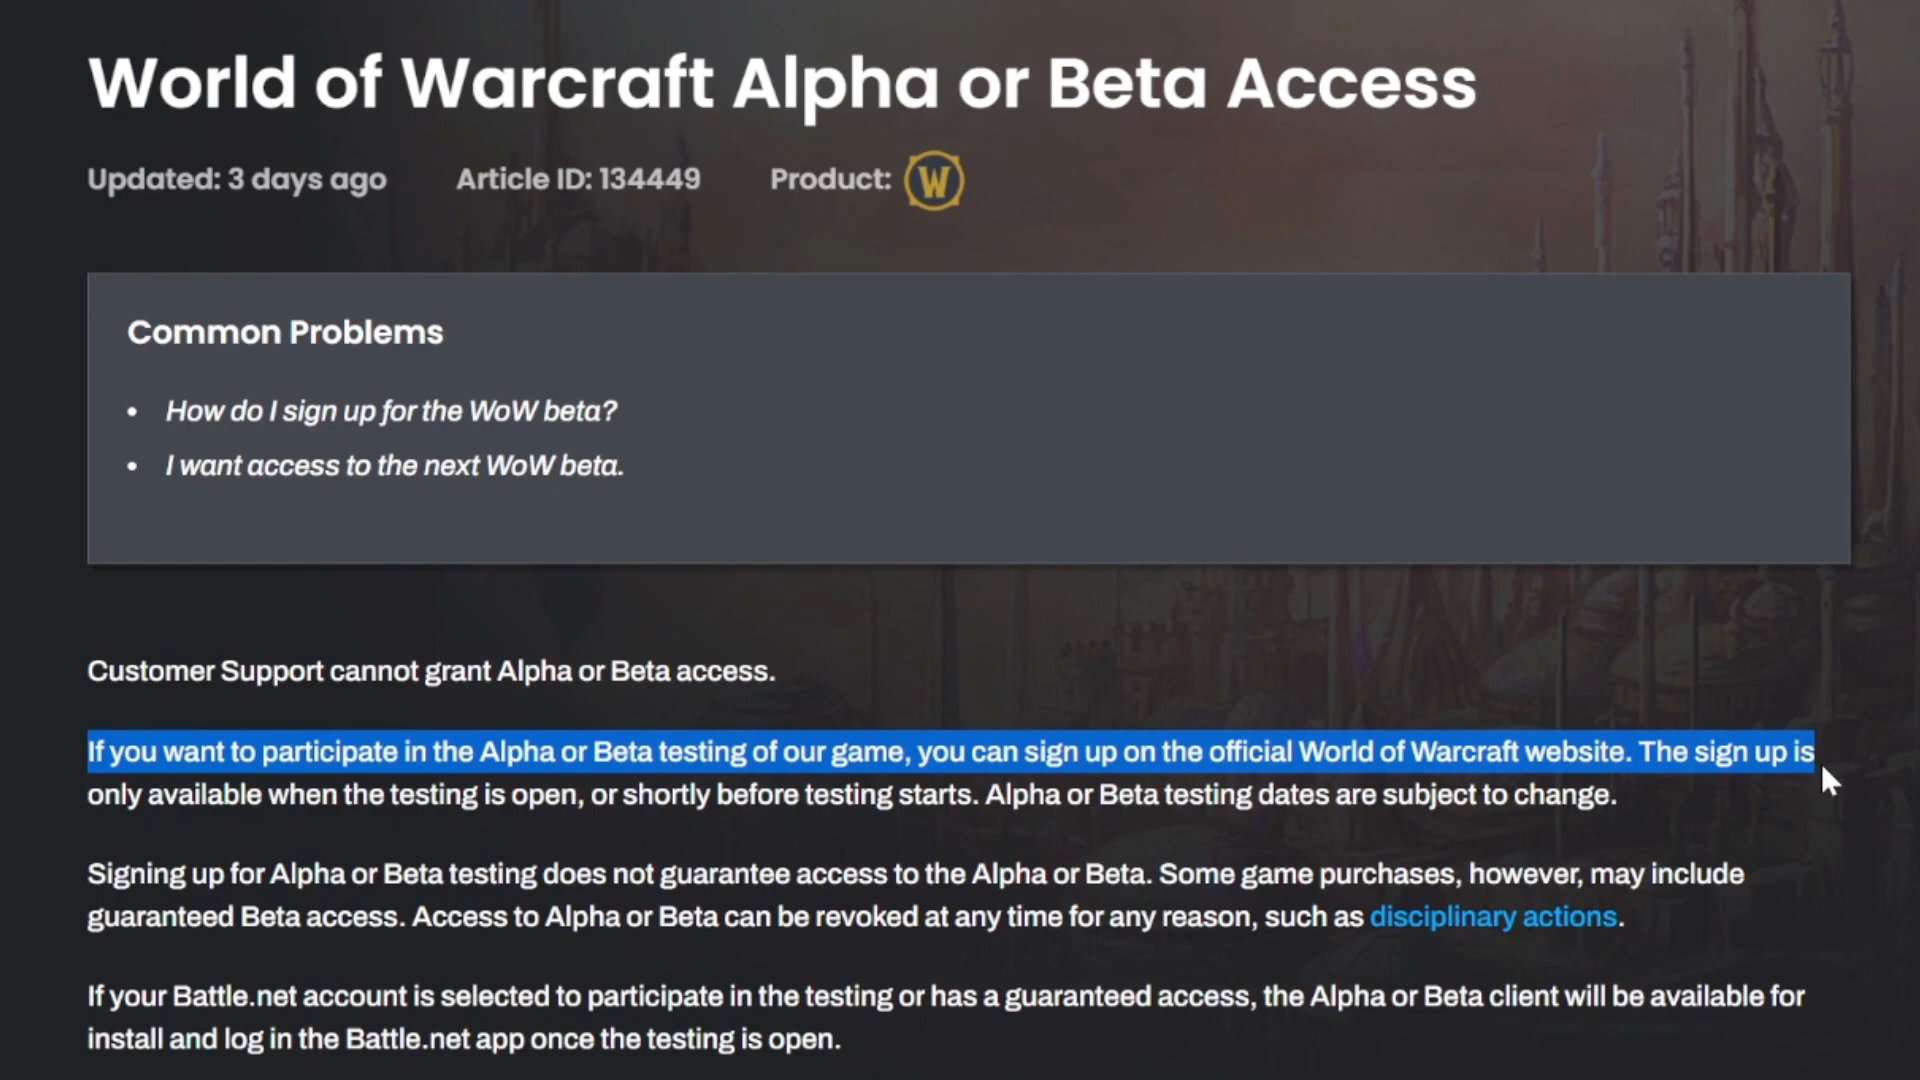 World of Warcraft Alpha or Beta Access
Updated: 3 days ago Article ID: 134449 Product: W
Common Problems
• How do I sign up for the WoW beta?
• I want access to the next WoW beta.
Customer Support cannot grant Alpha or Beta access.
If you want to participate in the Alpha or Beta testing of our game, you can sign up on the official World of Warcraft website. The sign up is
only available when the testing is open, or shortly before testing starts. Alpha or Beta testing dates are subject to change.
Signing up for Alpha or Beta testing does not guarantee access to the Alpha or Beta. Some game purchases, however, may include
guaranteed Beta access. Access to Alpha or Beta can be revoked at any time for any reason, such as disciplinary actions.
If your Battle.net account is selected to participate in the testing or has a guaranteed access, the Alpha or Beta client will be available for
install and log in the Battle.net app once the testing is open.